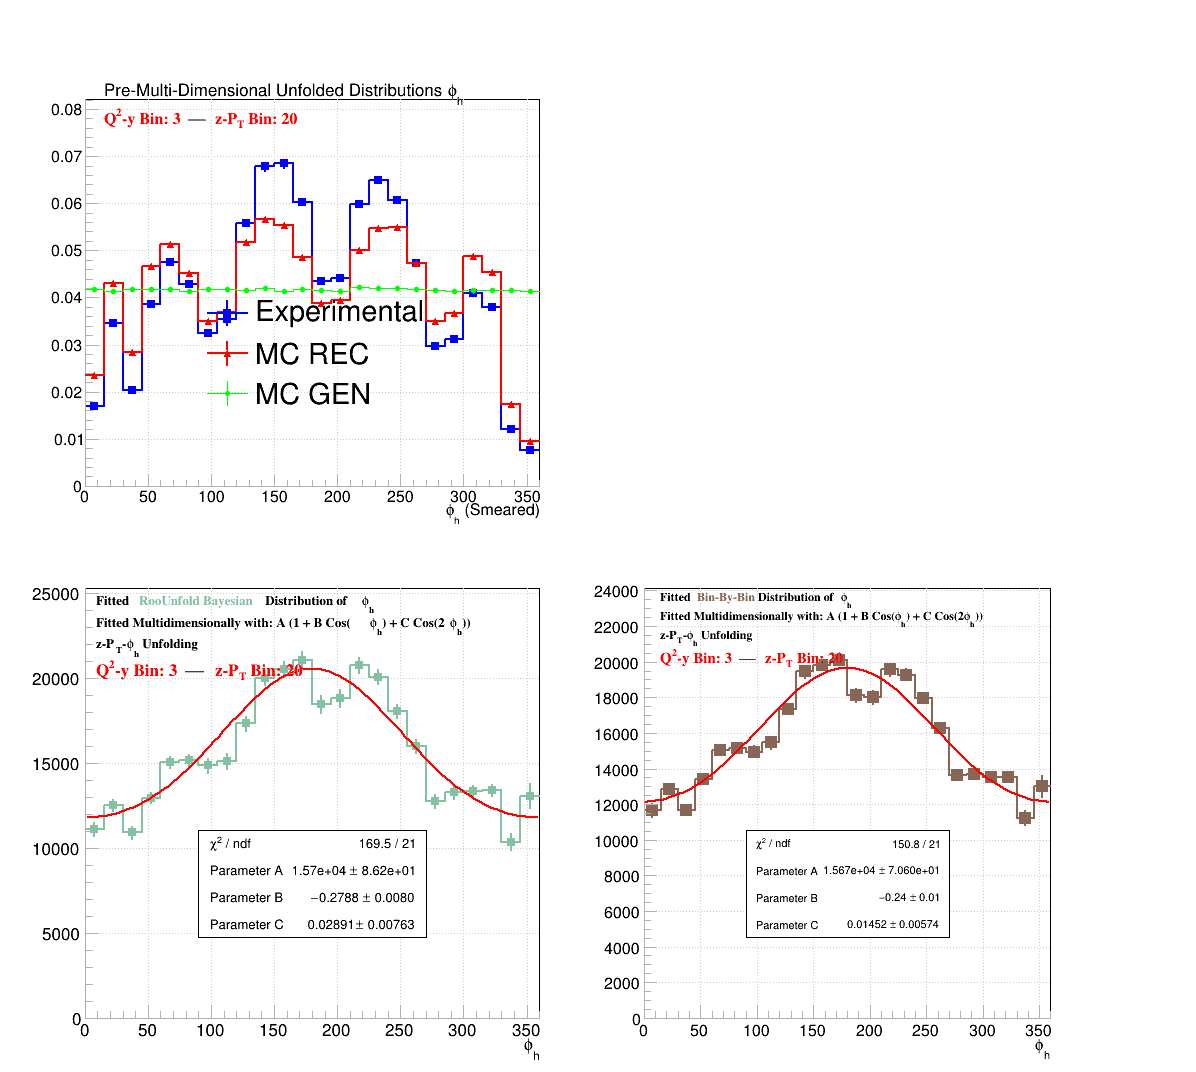 Pre-Multi-Dimensional Unfolded Distributions ϕh
Q2-y Bin: 3 — z-PT Bin: 20
0.08
0.07
0.06
0.05
0.04
0.03
0.02
0.01
0
Experimental
MC REC
MC GEN
0 50 100 150 200 250 300 350
ϕh (Smeared)
Fitted RooUnfold Bayesian Distribution of ϕh
Fitted Multidimensionally with: A (1 + B Cos( ϕh) + C Cos(2 ϕh))
z-PT-ϕh Unfolding
Q2-y Bin: 3 — z-PT Bin: 20
25000
20000
15000
10000
5000
0
χ2 / ndf 169.5 / 21
Parameter A 1.57e+04 ± 8.62e+01
Parameter B −0.2788 ± 0.0080
Parameter C 0.02891 ± 0.00763
0 50 100 150 200 250 300 350
ϕh
Fitted Bin-By-Bin Distribution of ϕh
Fitted Multidimensionally with: A (1 + B Cos(ϕh) + C Cos(2ϕh))
z-PT-ϕh Unfolding
Q2-y Bin: 3 — z-PT Bin: 20
24000
22000
20000
18000
16000
14000
12000
10000
8000
6000
4000
2000
0
χ2 / ndf 150.8 / 21
Parameter A 1.567e+04 ± 7.060e+01
Parameter B −0.24 ± 0.01
Parameter C 0.01452 ± 0.00574
0 50 100 150 200 250 300 350
ϕh